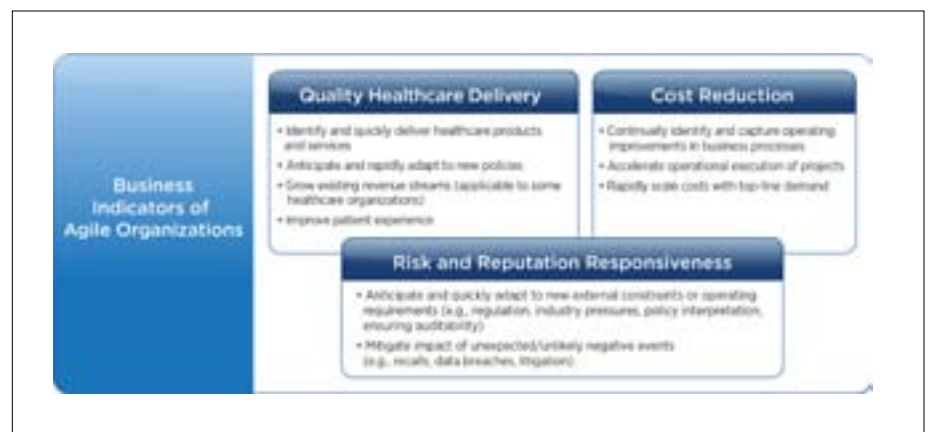 Business
Indicators of
Agile Organizations
Quality Healthcare Delivery
• Identify and quickly deliver healthcare products
and services
• Anticipate and rapidly adapt to new policies
• Grow existing revenue streams (applicable to some
healthcare organizations)
• Improve patient experience
Cost Reduction
• Continually identify and capture operating
improvements in business processes
• Accelerate operational execution of projects
• Rapidly scale costs with top-line demand
Risk and Reputation Responsiveness
• Anticipate and quickly adapt to new external constraints or operating
requirements (e.g., regulation, industry pressures, policy interpretation,
ensuring auditability)
• Mitigate impact of unexpected/unlikely negative events
(e.g., recalls, data breaches, litigation)